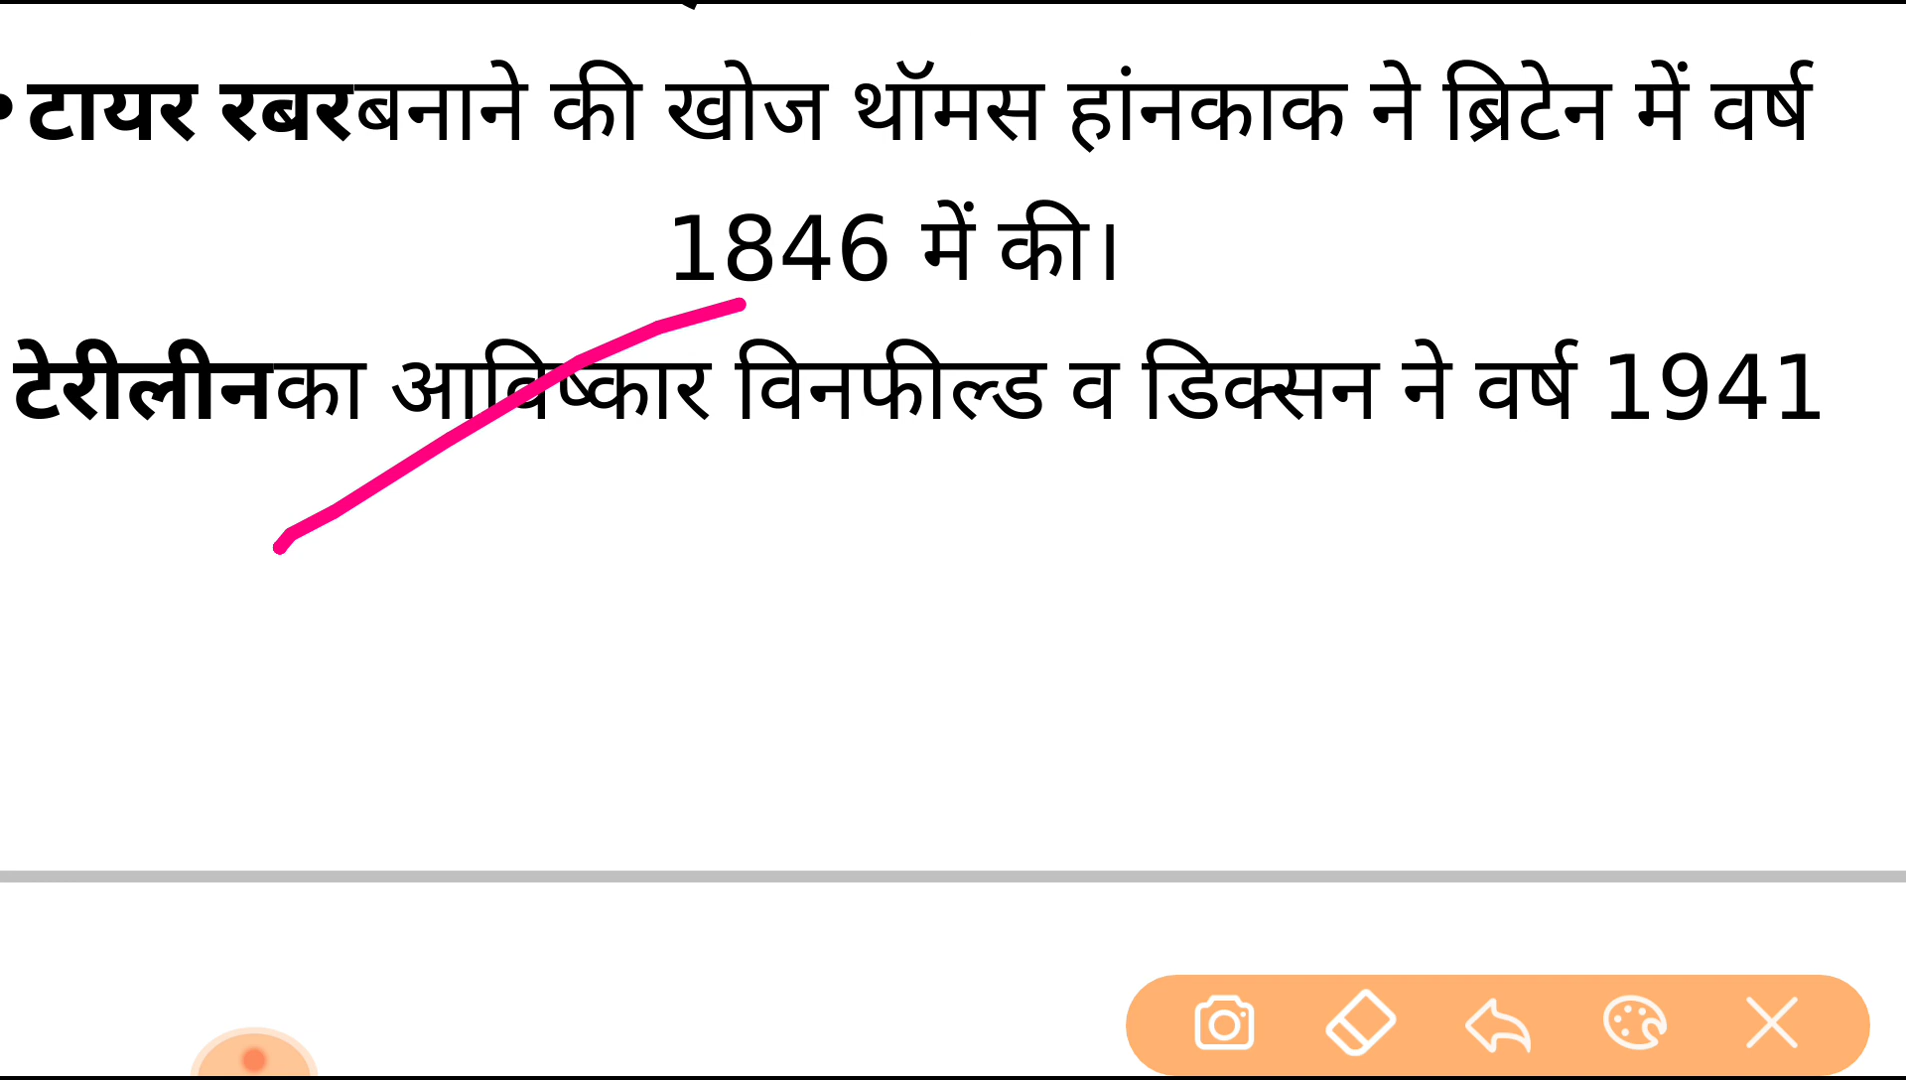 •टायर रबरबनाने की खोज थॉमस हांनकाक ने ब्रिटेन में वर्ष
1846 में की।
टेरीलीनका आविष्कार विनफील्ड व डिक्सन ने वर्ष 1941